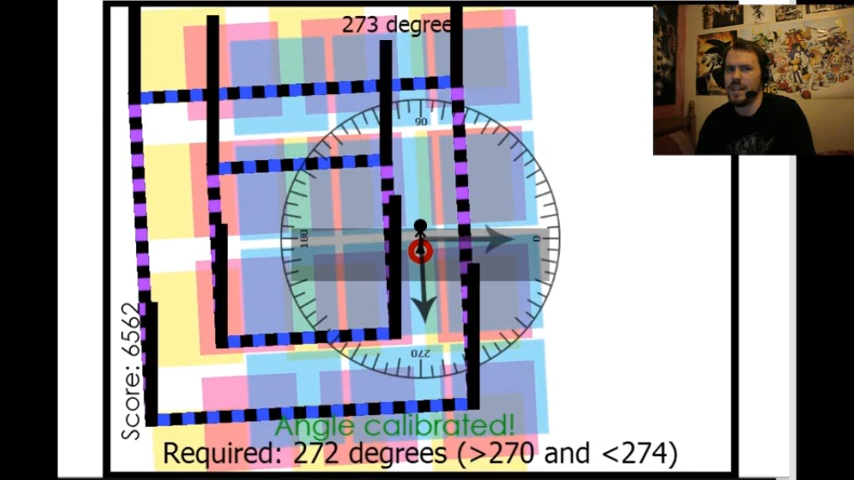 273 degree
90
180
0
270
Score: 6562
Angle calibrated!
Required: 272 degrees (>270 and <274)